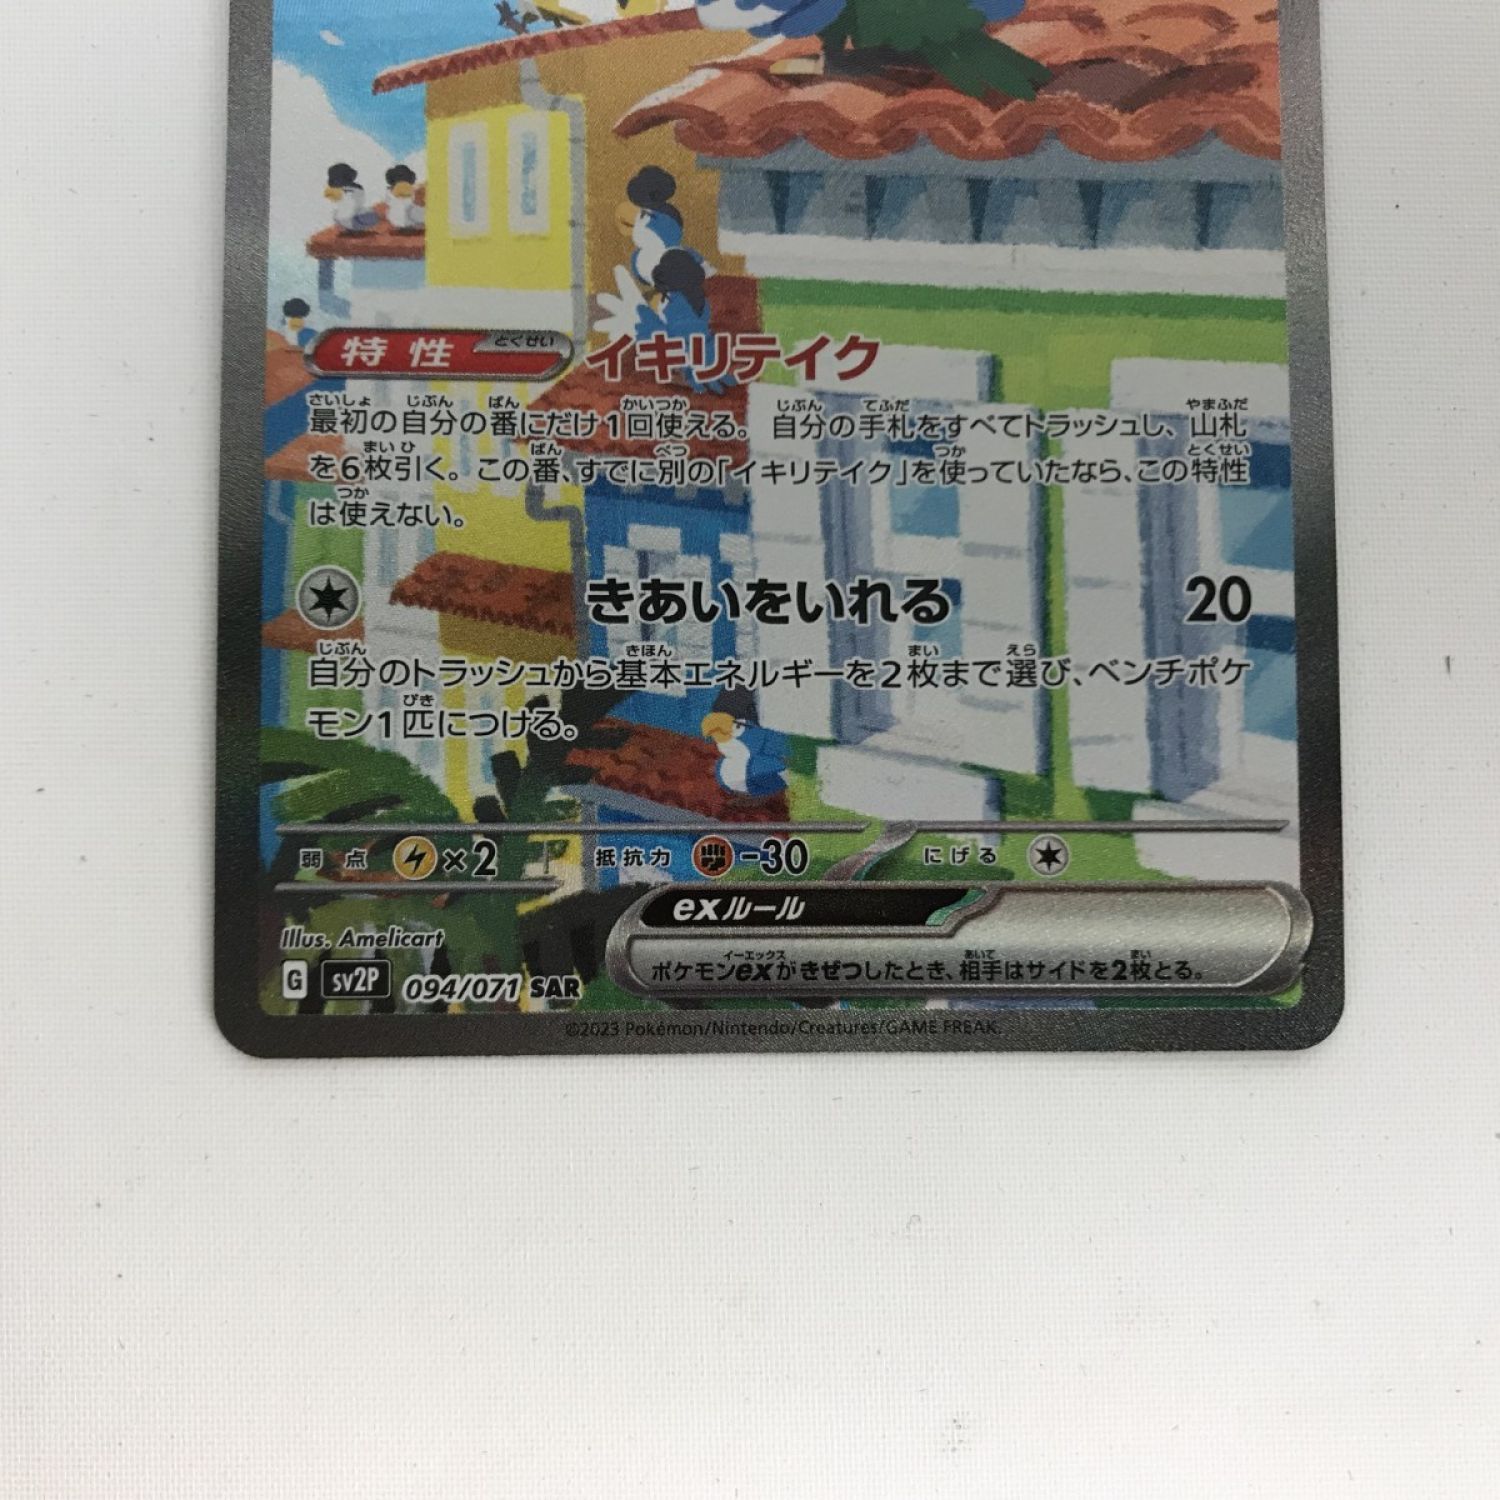 特性 とくせい イキリテイク
さいしょ じぶん ばん かいつか じぶん てふだ やまふだ
最初の自分の番にだけ1回使える。自分の手札をすべてトラッシュし、山札
まい ひ ばん べつ つか とくせい
を6枚引く。この番、すでに別の「イキリテイク」を使っていたなら、この特性
つか
は使えない。
きあいをいれる 20
じぶん きほん まい えら
自分のトラッシュから基本エネルギーを2枚まで選び、ベンチポケ
ぴき
モン1匹につける。
弱点 ×2 抵抗力 -30 にげる
exルール
イーエックス あいて まい
ポケモンexがきぜつしたとき、相手はサイドを2枚とる。
Illus. Amelicart
G SV2P 094/071 SAR
©2023 Pokémon/Nintendo/Creatures/GAME FREAK.